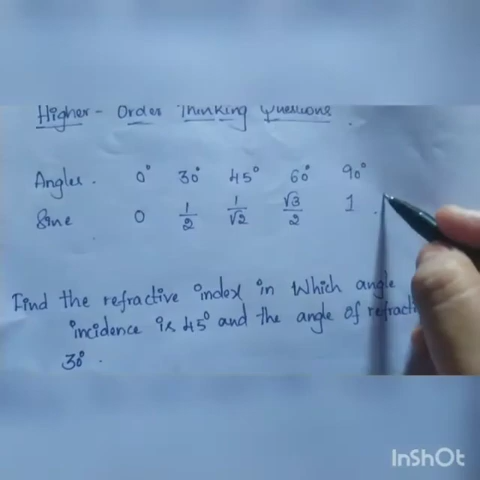 Higher - Order Thinking Questions.
Angles. 0° 30° 45° 60° 90°
Sine 0 1/2 1/√2 √3/2 1.
Find the refractive index in which angle
incidence is 45° and the angle of
30°.
InShOt